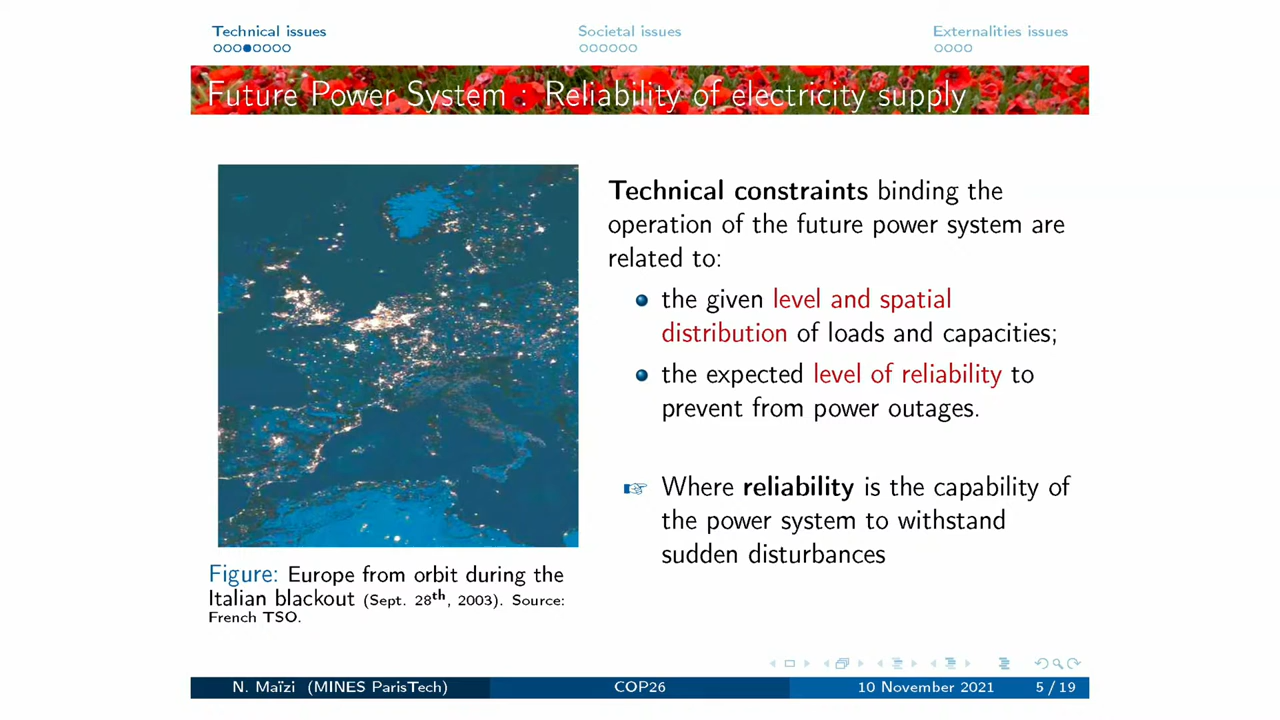 Technical issues
Societal issues
Externalities issues
Future Power System : Reliability of electricity supply
Technical constraints binding the
operation of the future power system are
related to:
the given level and spatial
distribution of loads and capacities;
the expected level of reliability to
prevent from power outages.
Where reliability is the capability of
the power system to withstand
sudden disturbances
Figure: Europe from orbit during the
Italian blackout (Sept. 28th, 2003). Source:
French TSO.
N. Maïzi (MINES ParisTech)
COP26
10 November 2021
5 / 19